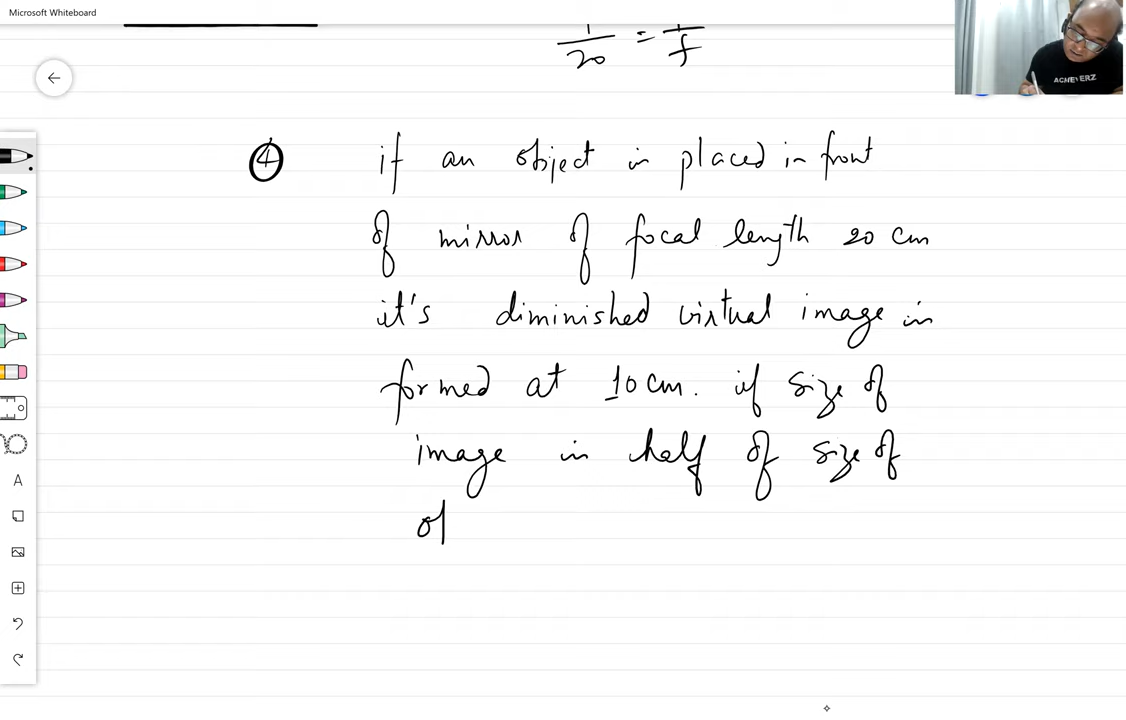 Microsoft Whiteboard
1/20 = 1/f
ACHEVERZ
④ if an object is placed in front
of mirror of focal length 20 cm
it's diminished virtual image is
formed at 10 cm. if size of
image is half of size of
A